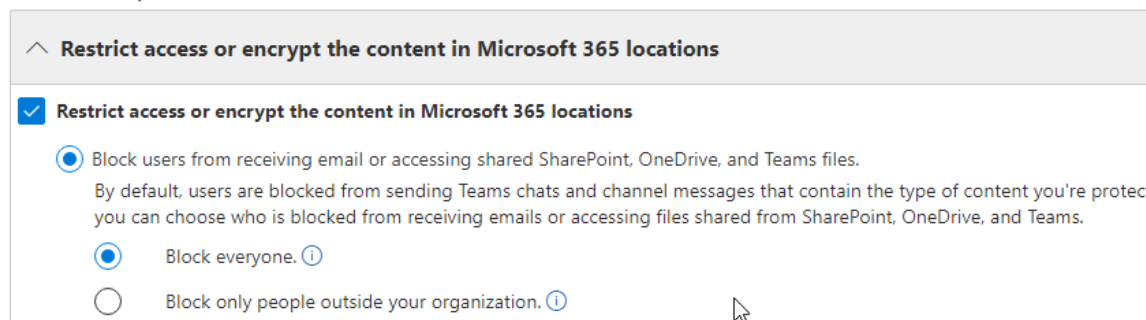 Restrict access or encrypt the content in Microsoft 365 locations
Restrict access or encrypt the content in Microsoft 365 locations
Block users from receiving email or accessing shared SharePoint, OneDrive, and Teams files.
By default, users are blocked from sending Teams chats and channel messages that contain the type of content you're protec
you can choose who is blocked from receiving emails or accessing files shared from SharePoint, OneDrive, and Teams.
Block everyone.
Block only people outside your organization.